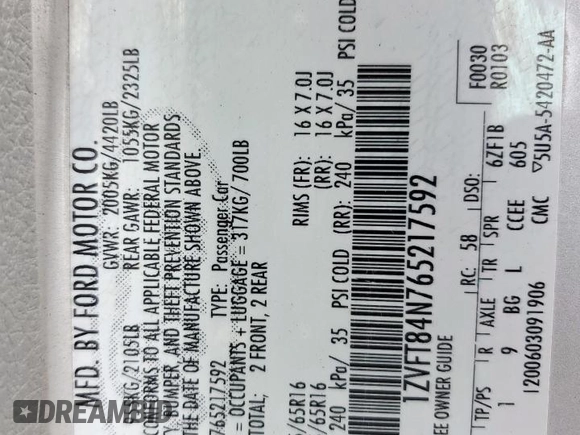 MFD. BY FORD MOTOR CO.
GVWR: 2005KG/4420LB
KG/2105LB REAR GAWR: 1055KG/2325LB
CONFORMS TO ALL APPLICABLE FEDERAL MOTOR
Y, BUMPER, AND THEFT PREVENTION STANDARDS
THE DATE OF MANUFACTURE SHOWN ABOVE.
765217592 TYPE: Passenger Car
= OCCUPANTS + LUGGAGE = 317KG/700LB
TOTAL; 2 FRONT, 2 REAR
/65R16 RIMS (FR): 16 X 7.0J
/65R16 (RR): 16 X 7.0J
240 kPa/ 35 PSI COLD (RR): 240 kPa/ 35 PSI COLD
1ZVFT84N765217592
EE OWNER GUIDE
RC: 58 DSO: F0030
R0103
TP/PS R AXLE TR SPR 6ZF1B
1 9 L CCEE 605
BG CMC ▽5U5A-5420472-AA
1200603091906
DREAMBID